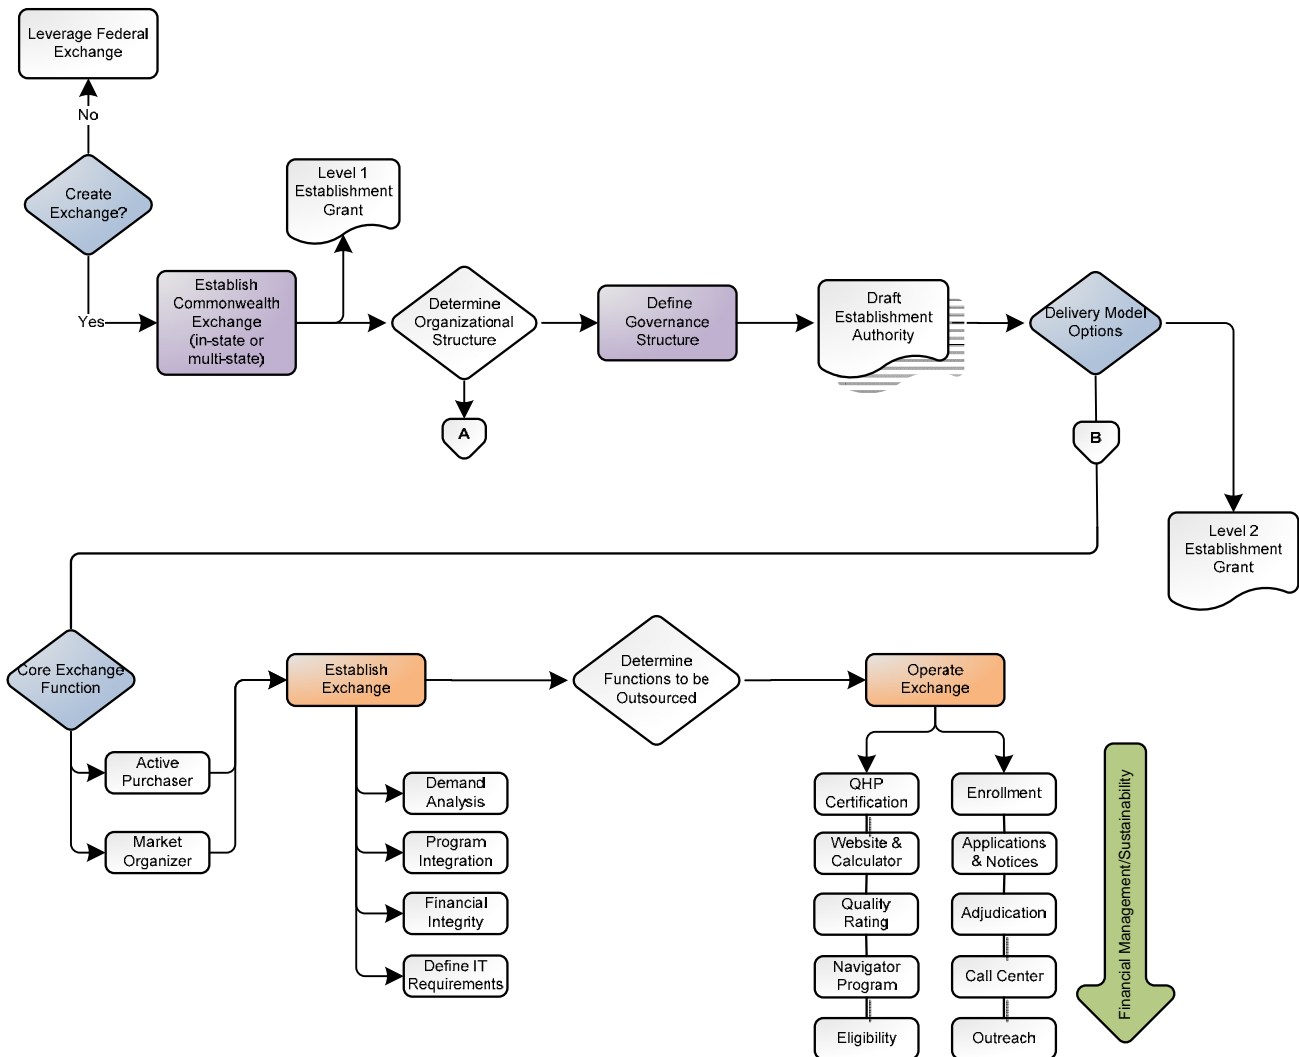 Leverage Federal
Exchange
No
Create
Exchange?
Yes
Establish
Commonwealth
Exchange
(in-state or
multi-state)
Level 1
Establishment
Grant
Determine
Organizational
Structure
A
Define
Governance
Structure
Draft
Establishment
Authority
Delivery Model
Options
B
Level 2
Establishment
Grant
Core Exchange
Function
Active
Purchaser
Market
Organizer
Establish
Exchange
Demand
Analysis
Program
Integration
Financial
Integrity
Define IT
Requirements
Determine
Functions to be
Outsourced
Operate
Exchange
QHP
Certification
Website &
Calculator
Quality
Rating
Navigator
Program
Eligibility
Enrollment
Applications
& Notices
Adjudication
Call Center
Outreach
Financial Management/Sustainability